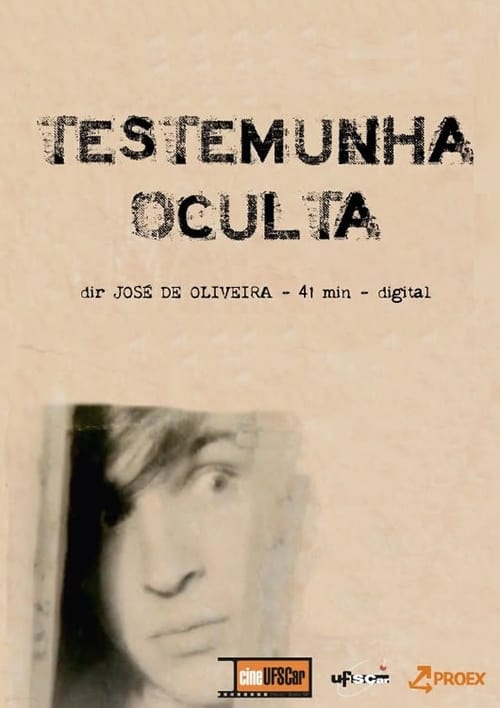 TESTEMUNHA
OCULTA
dir JOSÉ DE OLIVEIRA - 41 min - digital
cineUFSCar
ufsCar
PROEX